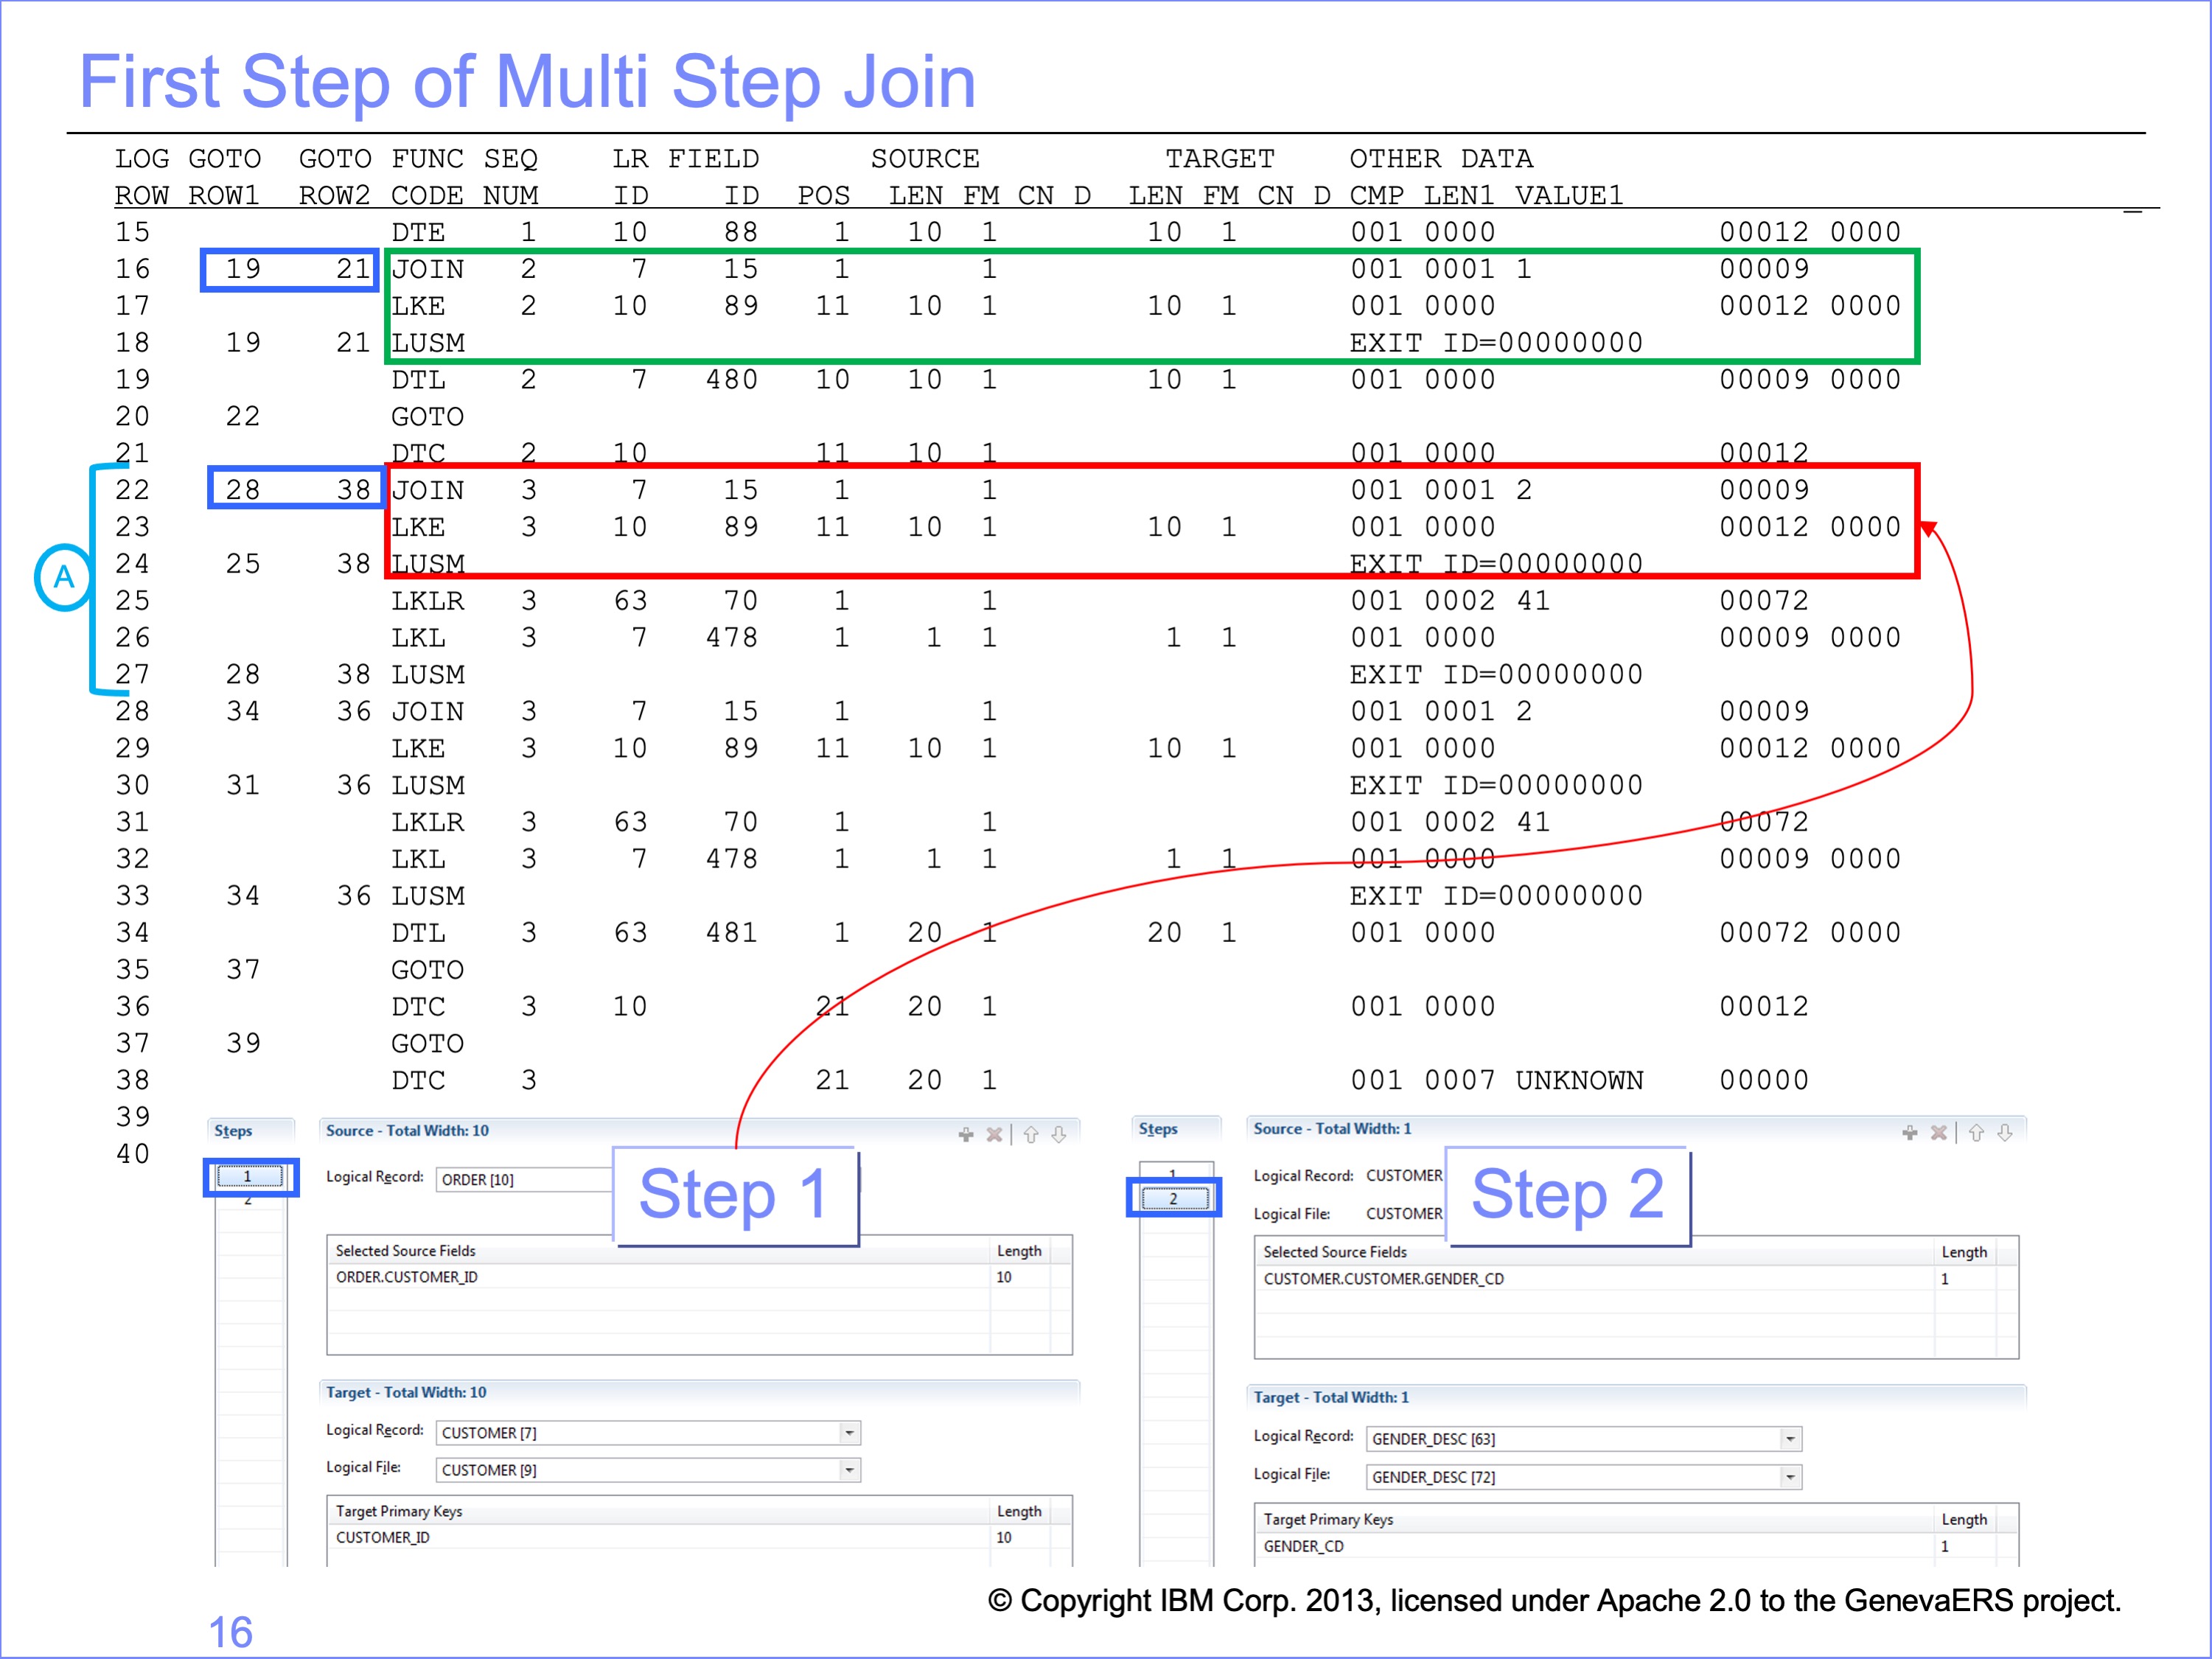 First Step of Multi Step Join
LOG GOTO GOTO FUNC SEQ LR FIELD SOURCE TARGET OTHER DATA
ROW ROW1 ROW2 CODE NUM ID ID POS LEN FM CN D LEN FM CN D CMP LEN1 VALUE1
15 DTE 1 10 88 1 10 1 10 1 001 0000 00012 0000
16 19 21 JOIN 2 7 15 1 1 001 0001 1 00009
17 LKE 2 10 89 11 10 1 10 1 001 0000 00012 0000
18 19 21 LUSM EXIT ID=00000000
19 DTL 2 7 480 10 10 1 10 1 001 0000 00009 0000
20 22 GOTO
21 DTC 2 10 11 10 1 001 0000 00012
22 28 38 JOIN 3 7 15 1 1 001 0001 2 00009
23 LKE 3 10 89 11 10 1 10 1 001 0000 00012 0000
A
24 25 38 LUSM EXIT ID=00000000
25 LKLR 3 63 70 1 1 001 0002 41 00072
26 LKL 3 7 478 1 1 1 1 1 001 0000 00009 0000
27 28 38 LUSM EXIT ID=00000000
28 34 36 JOIN 3 7 15 1 1 001 0001 2 00009
29 LKE 3 10 89 11 10 1 10 1 001 0000 00012 0000
30 31 36 LUSM EXIT ID=00000000
31 LKLR 3 63 70 1 1 001 0002 41 00072
32 LKL 3 7 478 1 1 1 1 1 001 0000 00009 0000
33 34 36 LUSM EXIT ID=00000000
34 DTL 3 63 481 1 20 1 20 1 001 0000 00072 0000
35 37 GOTO
36 DTC 3 10 21 20 1 001 0000 00012
37 39 GOTO
38 DTC 3 21 20 1 001 0007 UNKNOWN 00000
39
40
Steps
1
2
Source - Total Width: 10
Logical Record: ORDER [10]
Step 1
Selected Source Fields Length
ORDER.CUSTOMER_ID 10
Target - Total Width: 10
Logical Record: CUSTOMER [7]
Logical File: CUSTOMER [9]
Target Primary Keys Length
CUSTOMER_ID 10
Steps
1
2
Source - Total Width: 1
Logical Record: CUSTOMER
Logical File: CUSTOMER
Step 2
Selected Source Fields Length
CUSTOMER.CUSTOMER.GENDER_CD 1
Target - Total Width: 1
Logical Record: GENDER_DESC [63]
Logical File: GENDER_DESC [72]
Target Primary Keys Length
GENDER_CD 1
© Copyright IBM Corp. 2013, licensed under Apache 2.0 to the GenevaERS project.
16